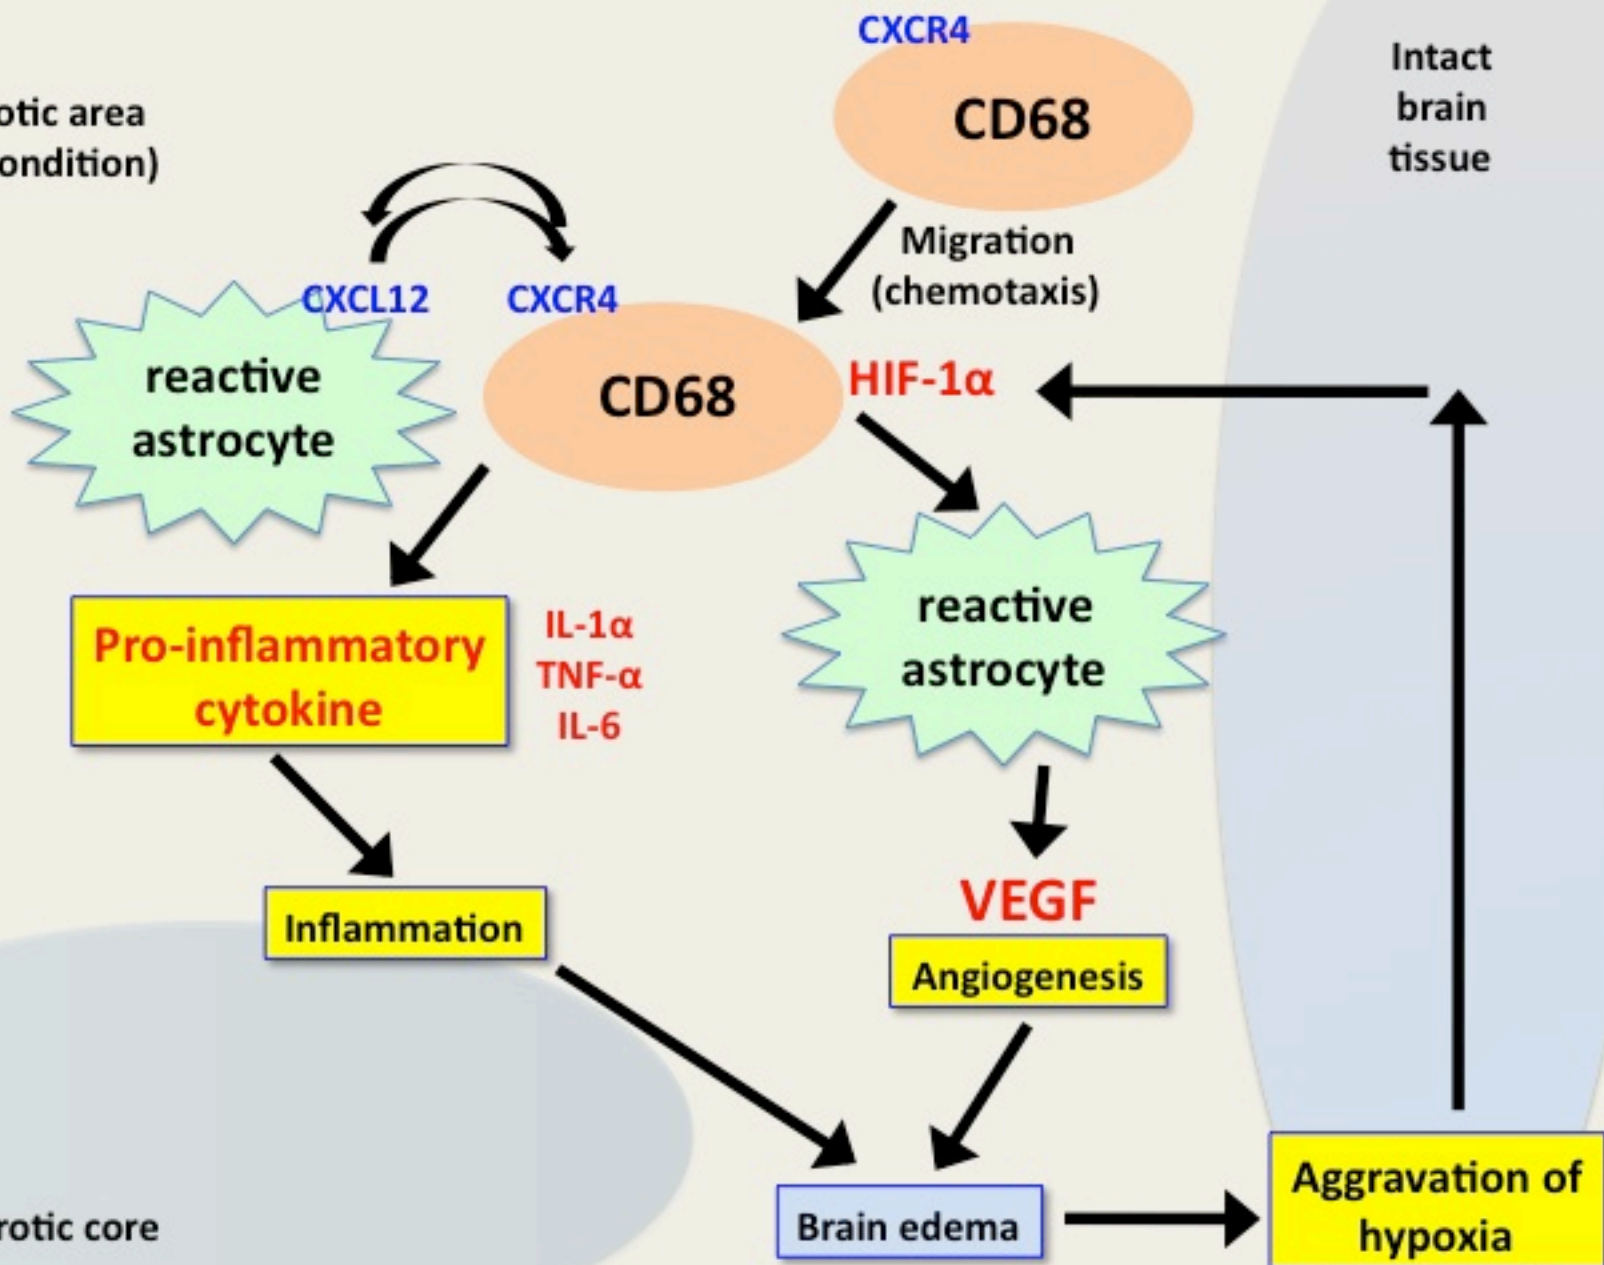 CXCR4
CD68
Intact
brain
tissue
otic area
ondition)
Migration
(chemotaxis)
CXCL12
CXCR4
reactive
astrocyte
CD68
HIF-1α
Pro-inflammatory
cytokine
IL-1α
TNF-α
IL-6
reactive
astrocyte
VEGF
Inflammation
Angiogenesis
Brain edema
Aggravation of
hypoxia
rotic core